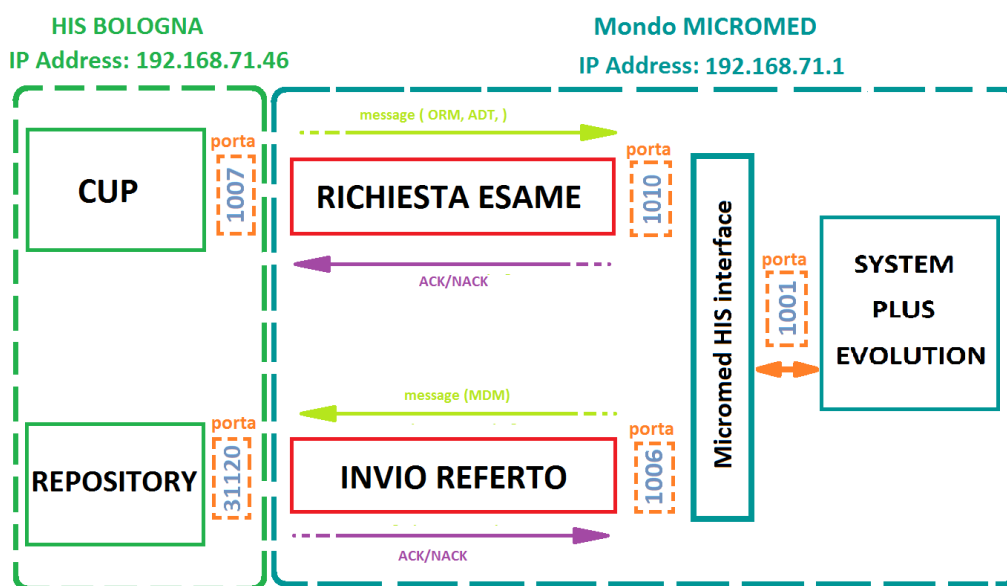 HIS BOLOGNA
IP Address: 192.168.71.46
Mondo MICROMED
IP Address: 192.168.71.1
message ( ORM, ADT, )
CUP
porta
1007
RICHIESTA ESAME
porta
1010
ACK/NACK
Micromed HIS interface
porta
1001
SYSTEM
PLUS
EVOLUTION
message (MDM)
REPOSITORY
porta
31120
INVIO REFERTO
porta
1006
ACK/NACK